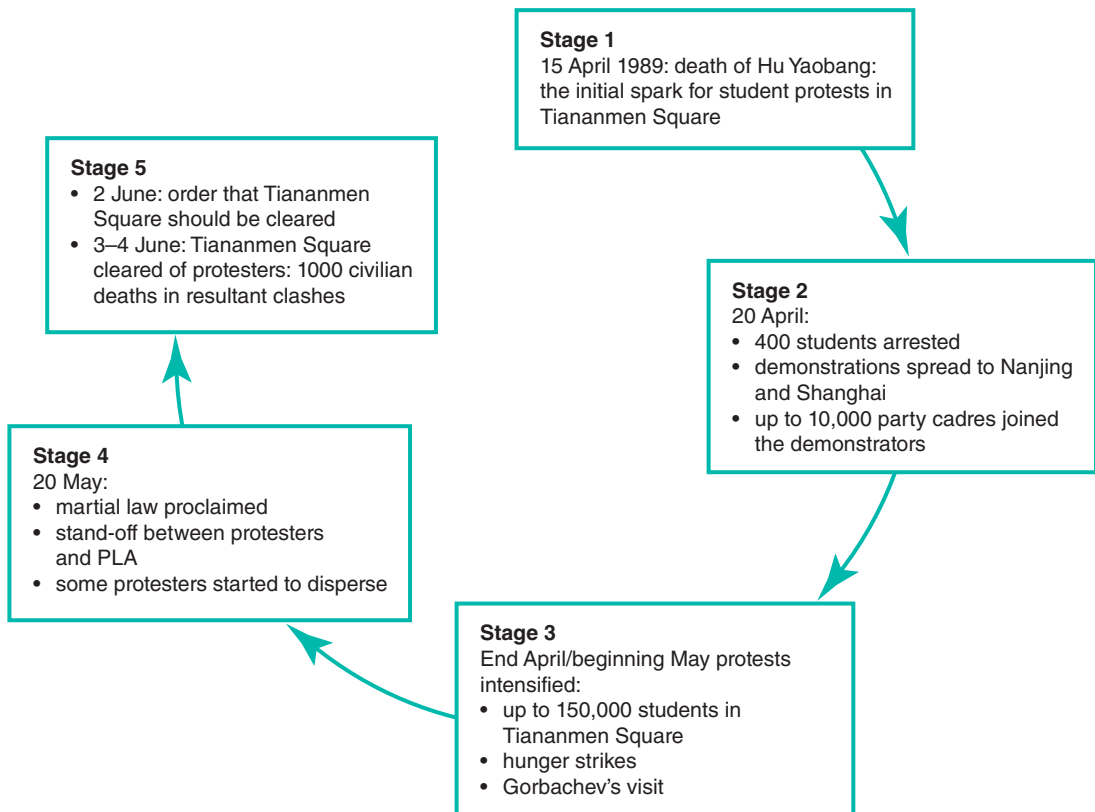 Stage 1
15 April 1989: death of Hu Yaobang:
the initial spark for student protests in
Tiananmen Square
Stage 2
20 April:
• 400 students arrested
• demonstrations spread to Nanjing
and Shanghai
• up to 10,000 party cadres joined
the demonstrators
Stage 3
End April/beginning May protests
intensified:
• up to 150,000 students in
Tiananmen Square
• hunger strikes
• Gorbachev’s visit
Stage 4
20 May:
• martial law proclaimed
• stand-off between protesters
and PLA
• some protesters started to disperse
Stage 5
• 2 June: order that Tiananmen
Square should be cleared
• 3–4 June: Tiananmen Square
cleared of protesters: 1000 civilian
deaths in resultant clashes